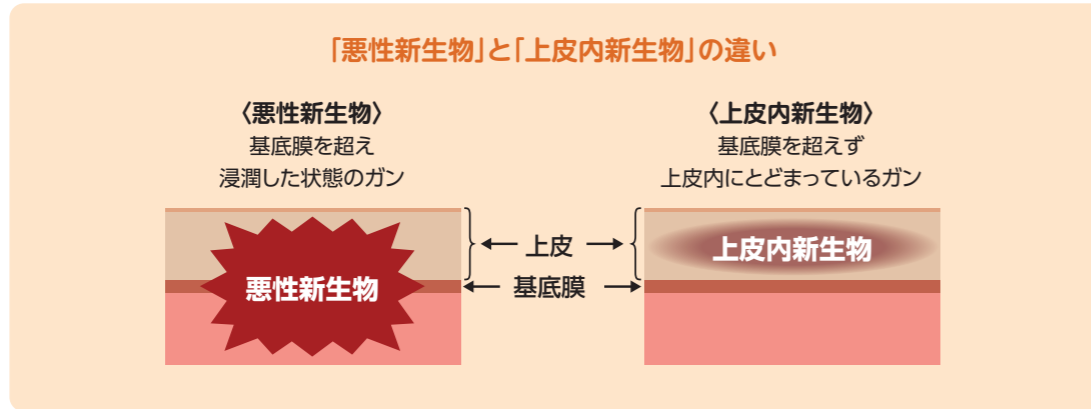 「悪性新生物」と「上皮内新生物」の違い
〈悪性新生物〉
基底膜を超え
浸潤した状態のガン
〈上皮内新生物〉
基底膜を超えず
上皮内にとどまっているガン
悪性新生物
上皮
基底膜
上皮内新生物